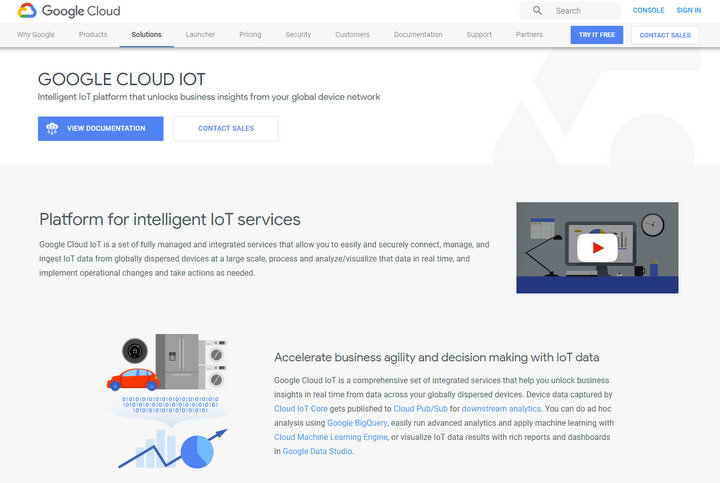 Google Cloud
Search
CONSOLE
SIGN IN
Why Google
Products
Solutions
Launcher
Pricing
Security
Customers
Documentation
Support
Partners
TRY IT FREE
CONTACT SALES
GOOGLE CLOUD IOT
Intelligent IoT platform that unlocks business insights from your global device network
VIEW DOCUMENTATION
CONTACT SALES
Platform for intelligent IoT services
Google Cloud IoT is a set of fully managed and integrated services that allow you to easily and securely connect, manage, and
ingest IoT data from globally dispersed devices at a large scale, process and analyze/visualize that data in real time, and
implement operational changes and take actions as needed.
Accelerate business agility and decision making with IoT data
Google Cloud IoT is a comprehensive set of integrated services that help you unlock business
insights in real time from data across your globally dispersed devices. Device data captured by
Cloud IoT Core gets published to Cloud Pub/Sub for downstream analytics. You can do ad hoc
analysis using Google BigQuery, easily run advanced analytics and apply machine learning with
Cloud Machine Learning Engine, or visualize IoT data results with rich reports and dashboards
in Google Data Studio.